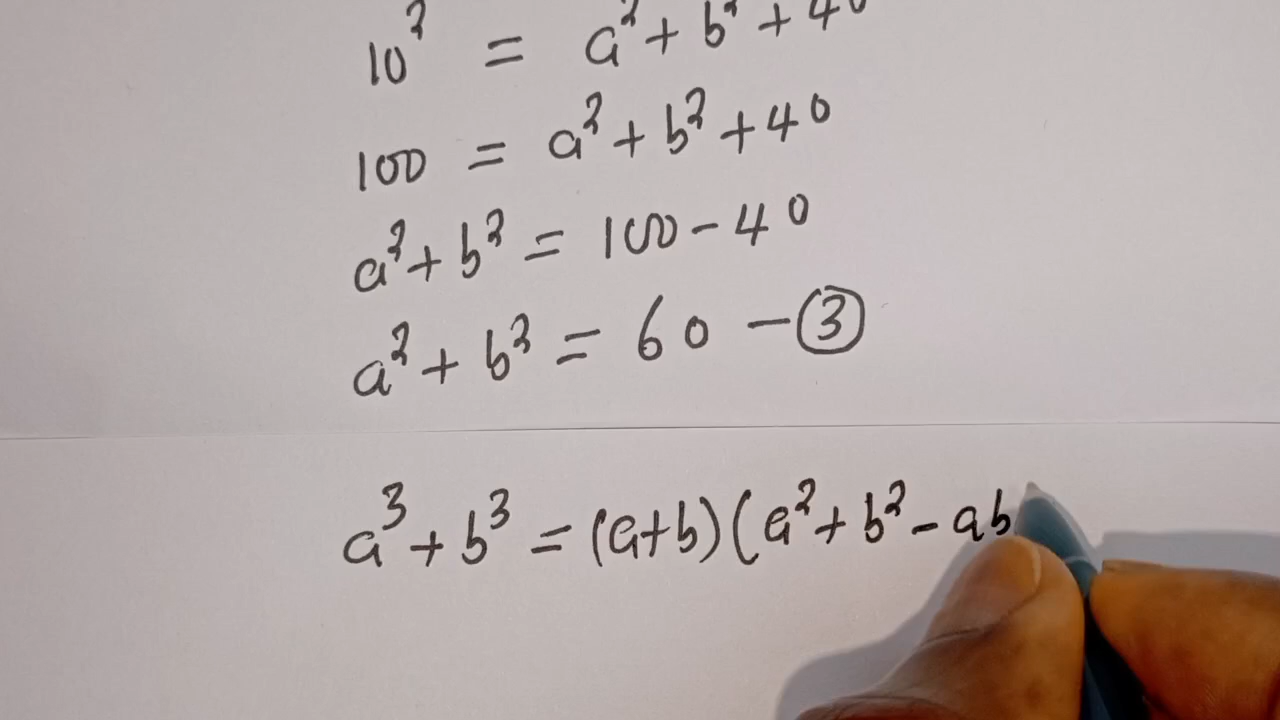 10² = a² + b² + 40
100 = a² + b² + 40
a² + b² = 100 - 40
a² + b² = 60 - ③
a³ + b³ = (a+b)(a² + b² - ab